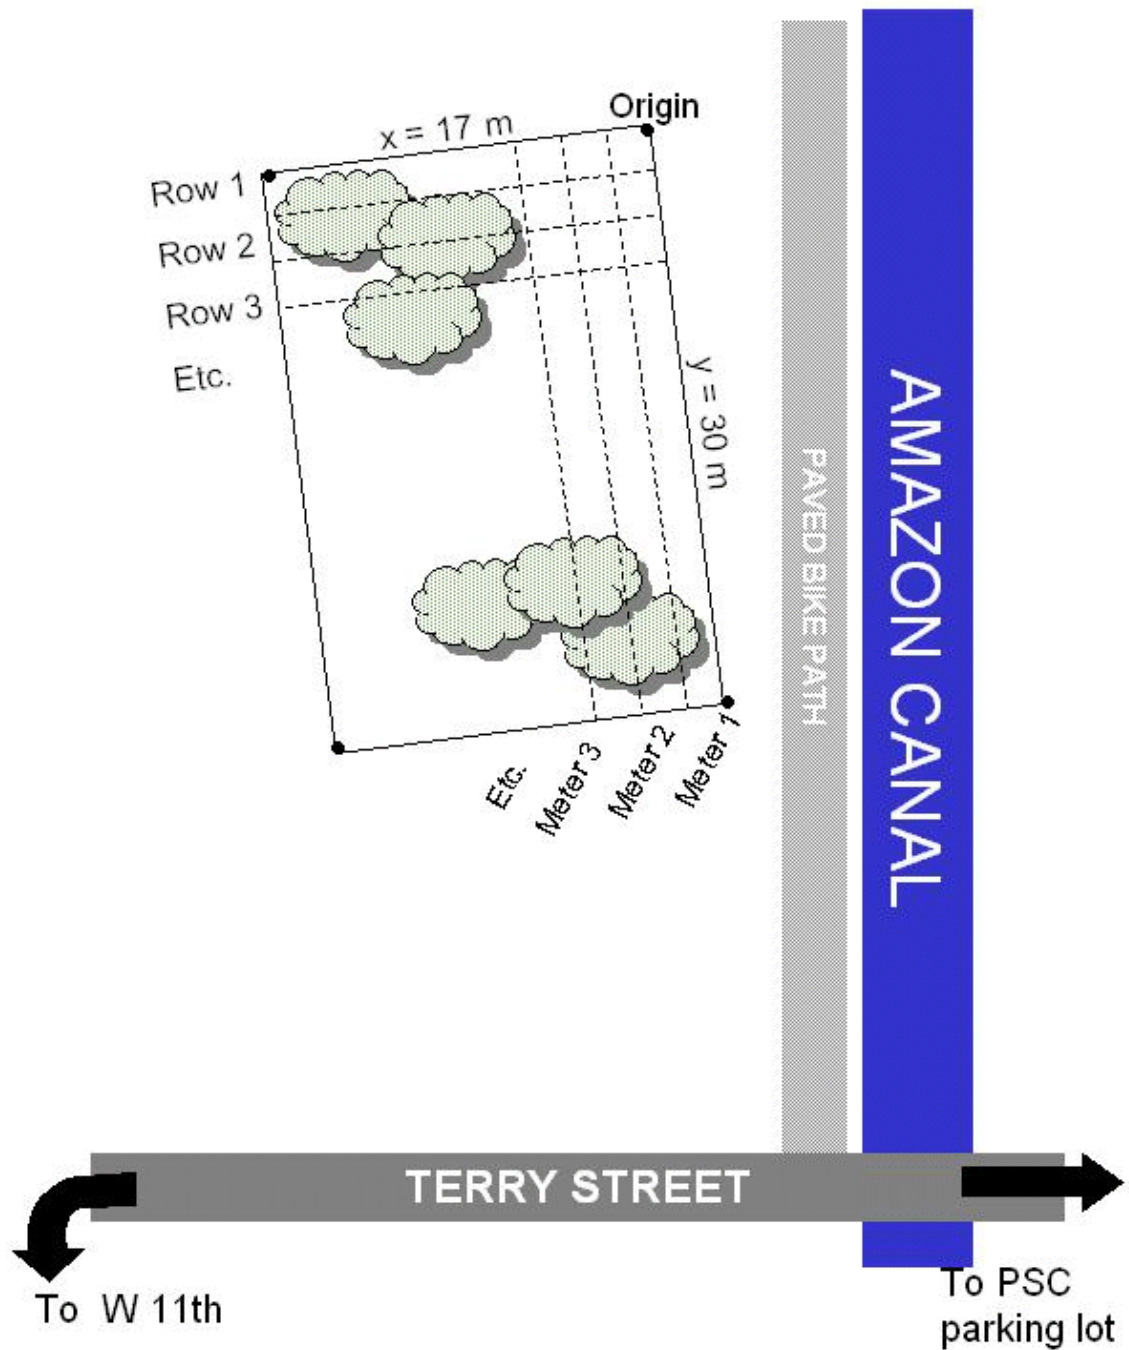 Origin
x = 17 m
Row 1
Row 2
Row 3
Etc.
y = 30 m
PAVED BIKE PATH
AMAZON CANAL
Etc.
Meter 3
Meter 2
Meter 1
TERRY STREET
To W 11th
To PSC
parking lot